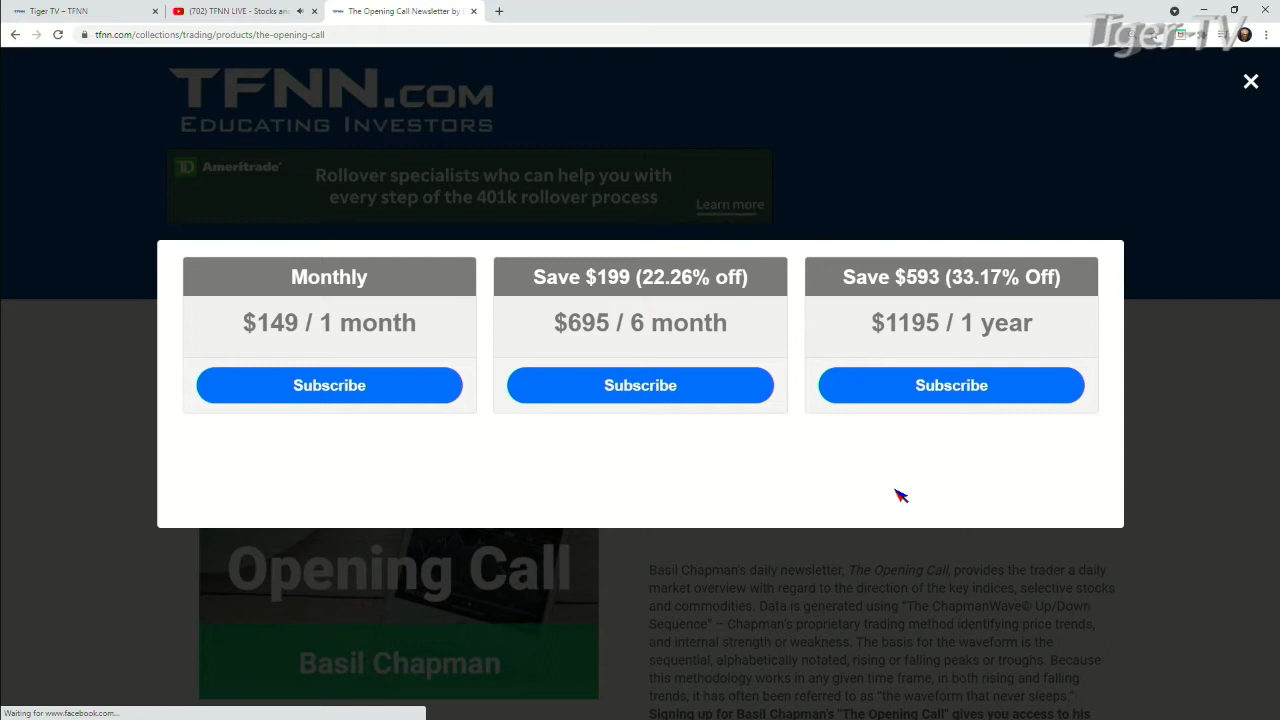 Tiger TV – TFNN
(702) TFNN LIVE - Stocks and
The Opening Call Newsletter by
tfnn.com/collections/trading/products/the-opening-call
Tiger TV
TFNN.COM
EDUCATING INVESTORS
TD Ameritrade
Rollover specialists who can help you with
every step of the 401k rollover process
Learn more
Monthly
$149 / 1 month
Subscribe
Save $199 (22.26% off)
$695 / 6 month
Subscribe
Save $593 (33.17% Off)
$1195 / 1 year
Subscribe
Opening Call
Basil Chapman
Basil Chapman's daily newsletter, The Opening Call, provides the trader a daily
market overview with regard to the direction of the key indices, selective stocks
and commodities. Data is generated using "The ChapmanWave© Up/Down
Sequence" – Chapman's proprietary trading method identifying price trends,
and internal strength or weakness. The basis for the waveform is the
sequential, alphabetically notated, rising or falling peaks or troughs. Because
this methodology works in any given time frame, in both rising and falling
trends, it has often been referred to as "the waveform that never sleeps."
Signing up for Basil Chapman's "The Opening Call" gives you access to his
Waiting for www.facebook.com...